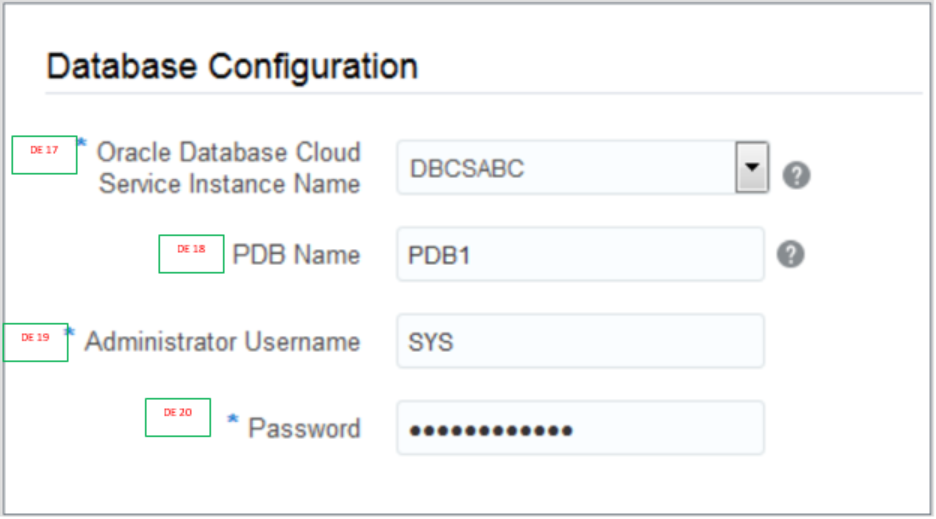 Database Configuration
DE 17 * Oracle Database Cloud
Service Instance Name
DBCSABC
?
DE 18 PDB Name
PDB1
?
DE 19 * Administrator Username
SYS
DE 20 * Password
••••••••••••